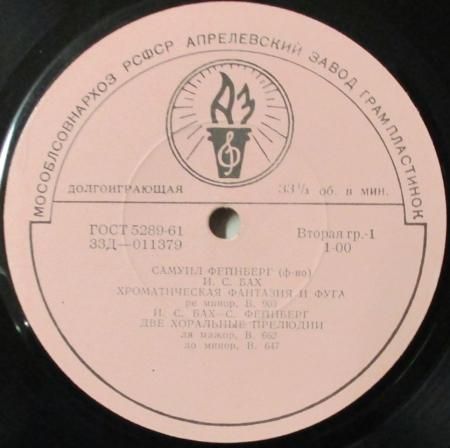 МОСОБЛСОВНАРХОЗ РСФСР АПРЕЛЕВСКИЙ ЗАВОД ГРАМПЛАСТИНОК
АЗ
ДОЛГОИГРАЮЩАЯ 33⅓ об. в мин.
ГОСТ 5289-61 Вторая гр.-1
33Д—011379 1-00
САМУИЛ ФЕЙНБЕРГ (ф-но)
И. С. БАХ
ХРОМАТИЧЕСКАЯ ФАНТАЗИЯ И ФУГА
ре минор, В. 903
И. С. БАХ—С. ФЕЙНБЕРГ
ДВЕ ХОРАЛЬНЫЕ ПРЕЛЮДИИ
ля мажор, В. 662
до минор, В. 647